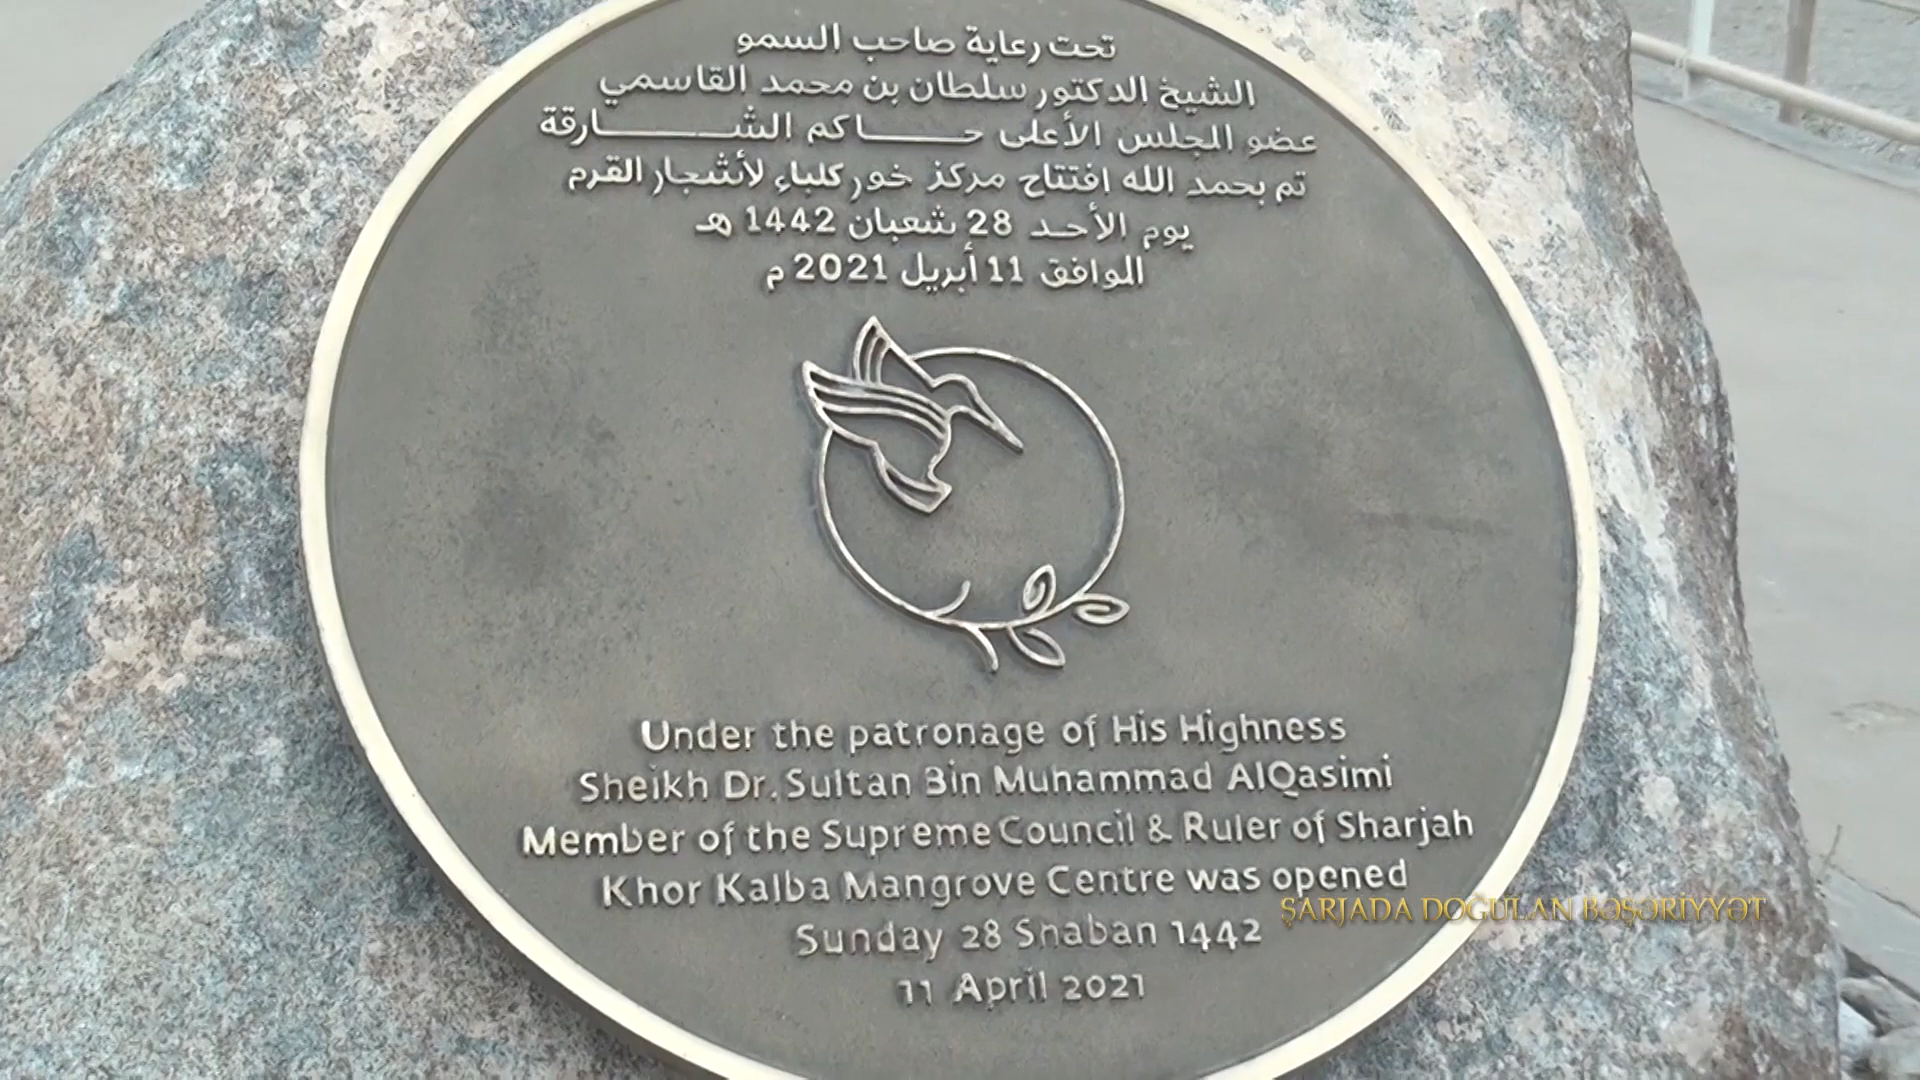 تحت رعاية صاحب السمو
الشيخ الدكتور سلطان بن محمد القاسمي
عضو المجلس الأعلى حــــاكم الشــــــارقة
تم بحمد الله افتتاح مركز خور كلباء لأشجار القرم
يوم الأحد 28 شعبان 1442 هـ
الموافق 11 أبريل 2021 م
Under the patronage of His Highness
Sheikh Dr. Sultan Bin Muhammad AlQasimi
Member of the Supreme Council & Ruler of Sharjah
Khor Kalba Mangrove Centre was opened
Sunday 28 Shaban 1442
11 April 2021
ŞARJADA DOĞULAN BƏŞƏRİYYƏT